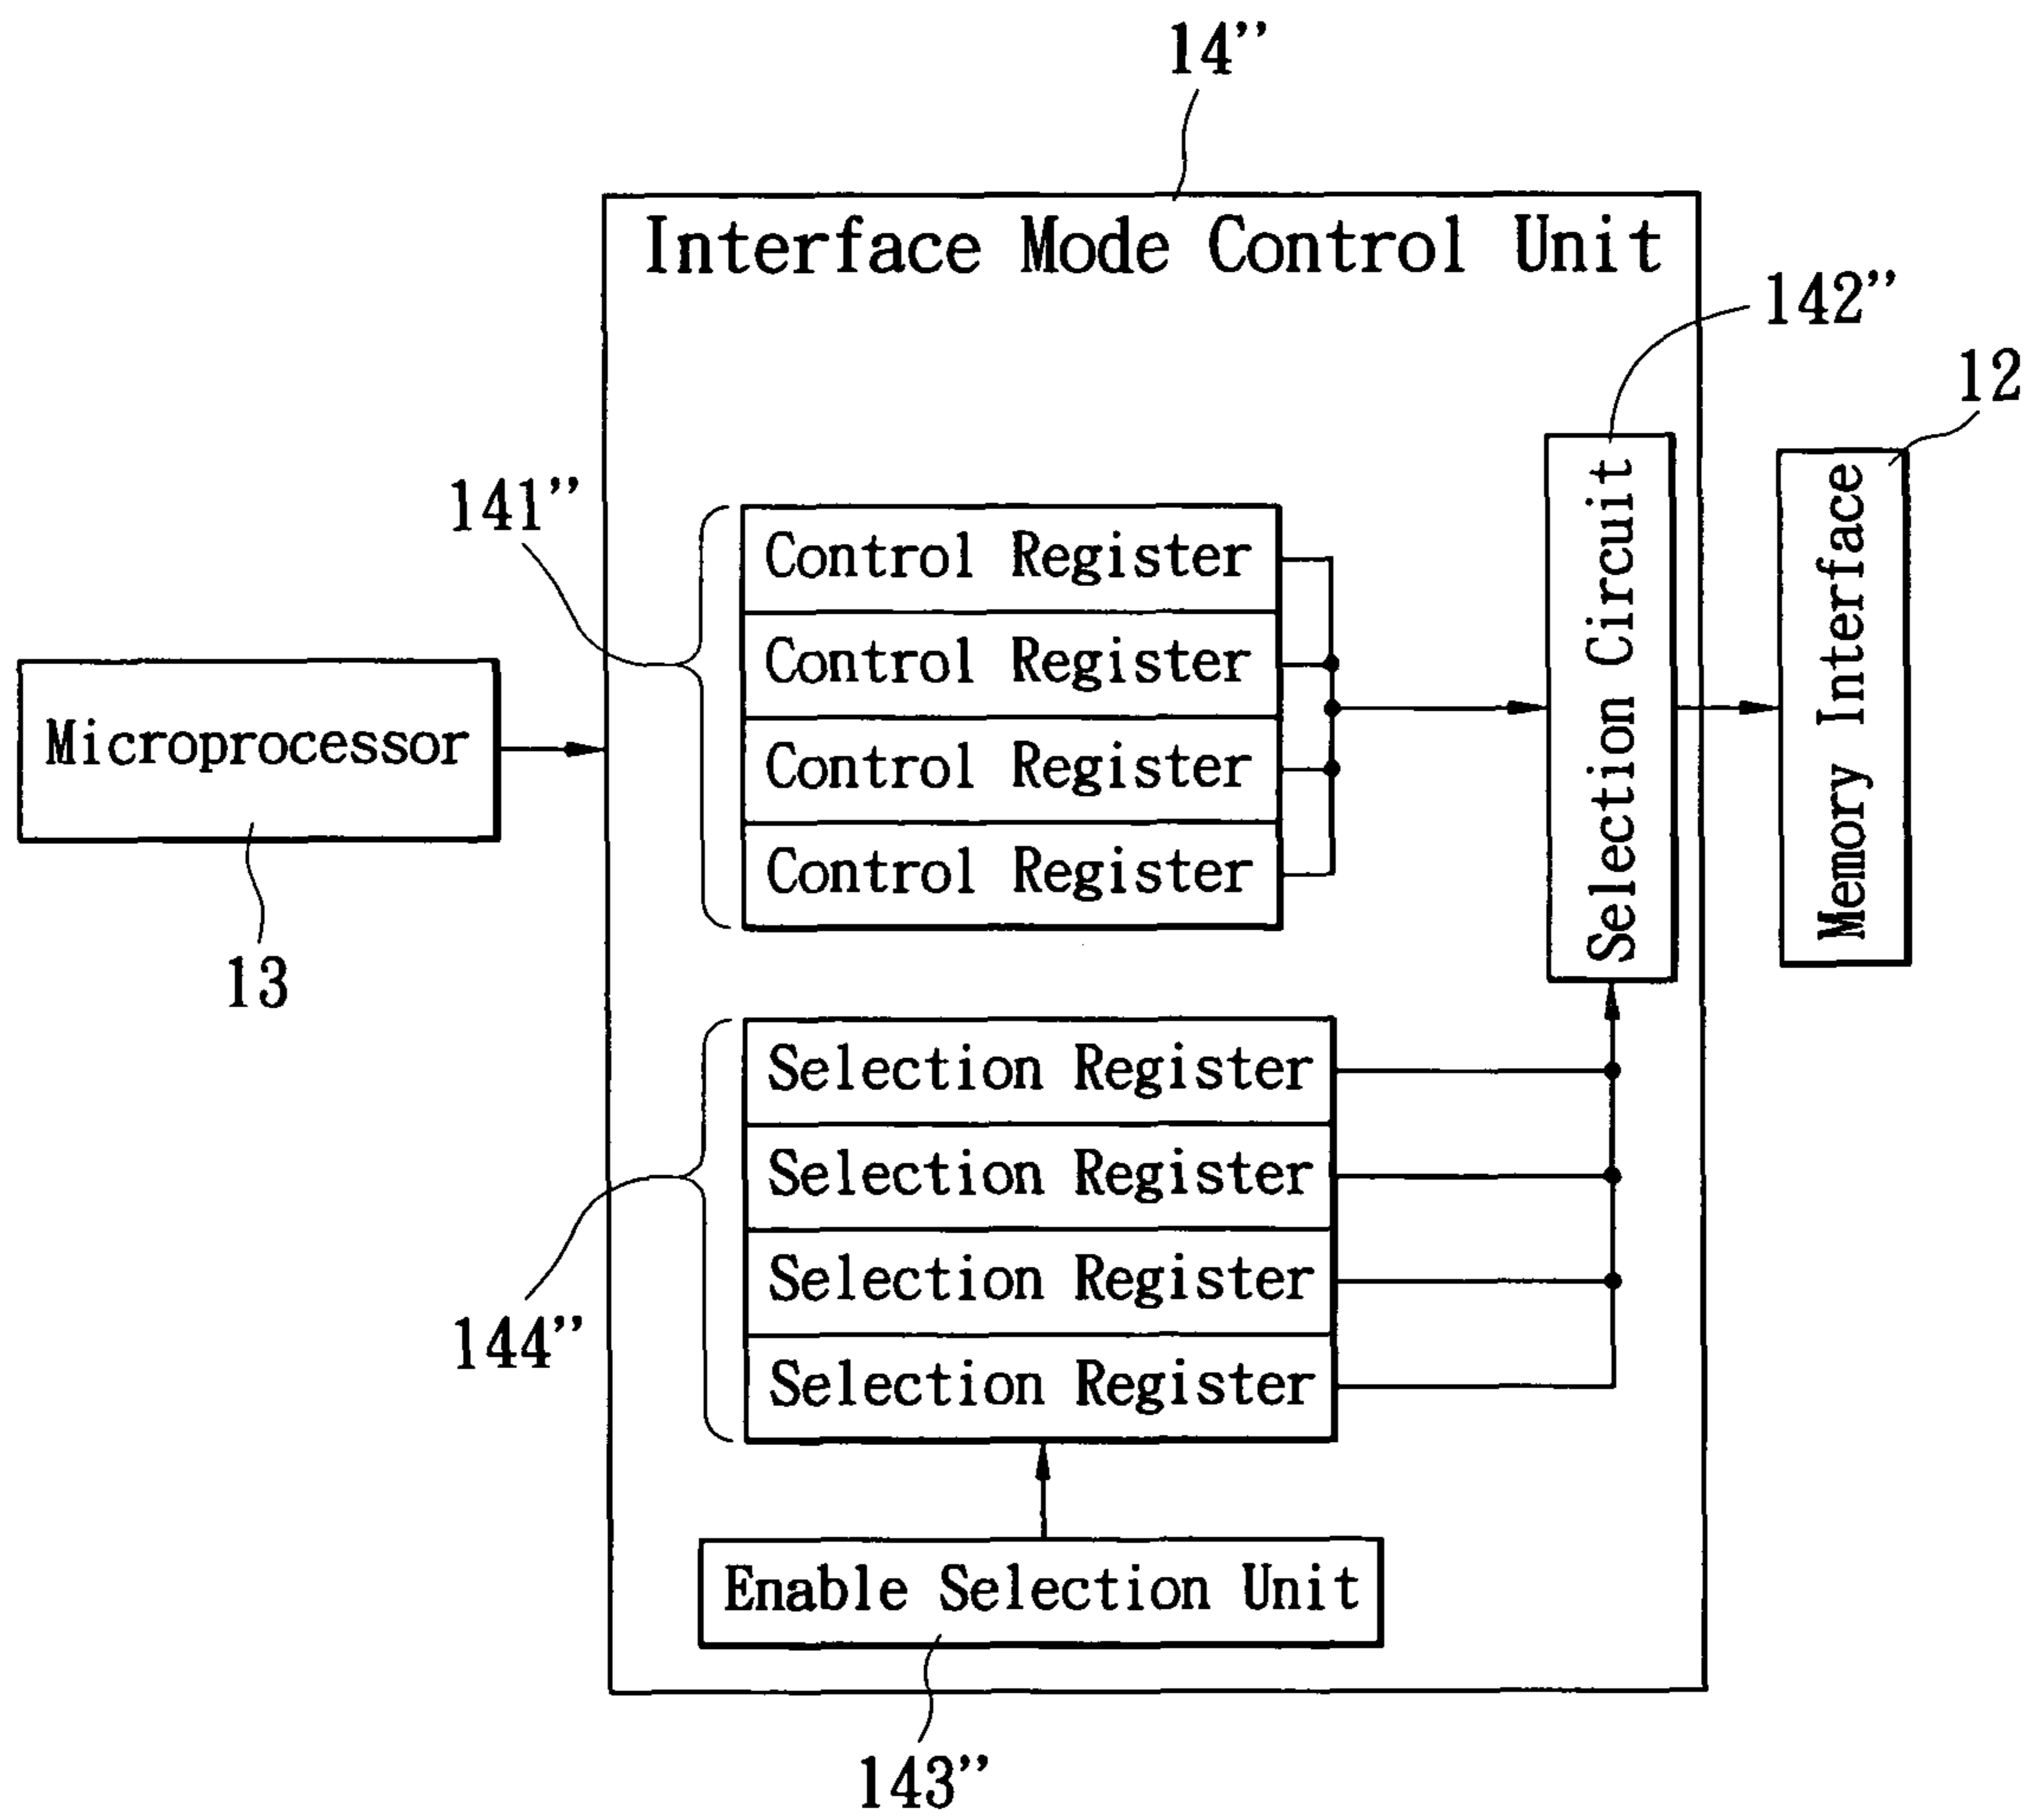 14”
Interface Mode Control Unit
142”
12
141”
Control Register
Control Register
Control Register
Control Register
Selection Circuit
Memory Interface
Microprocessor
13
Selection Register
Selection Register
Selection Register
Selection Register
144”
Enable Selection Unit
143”